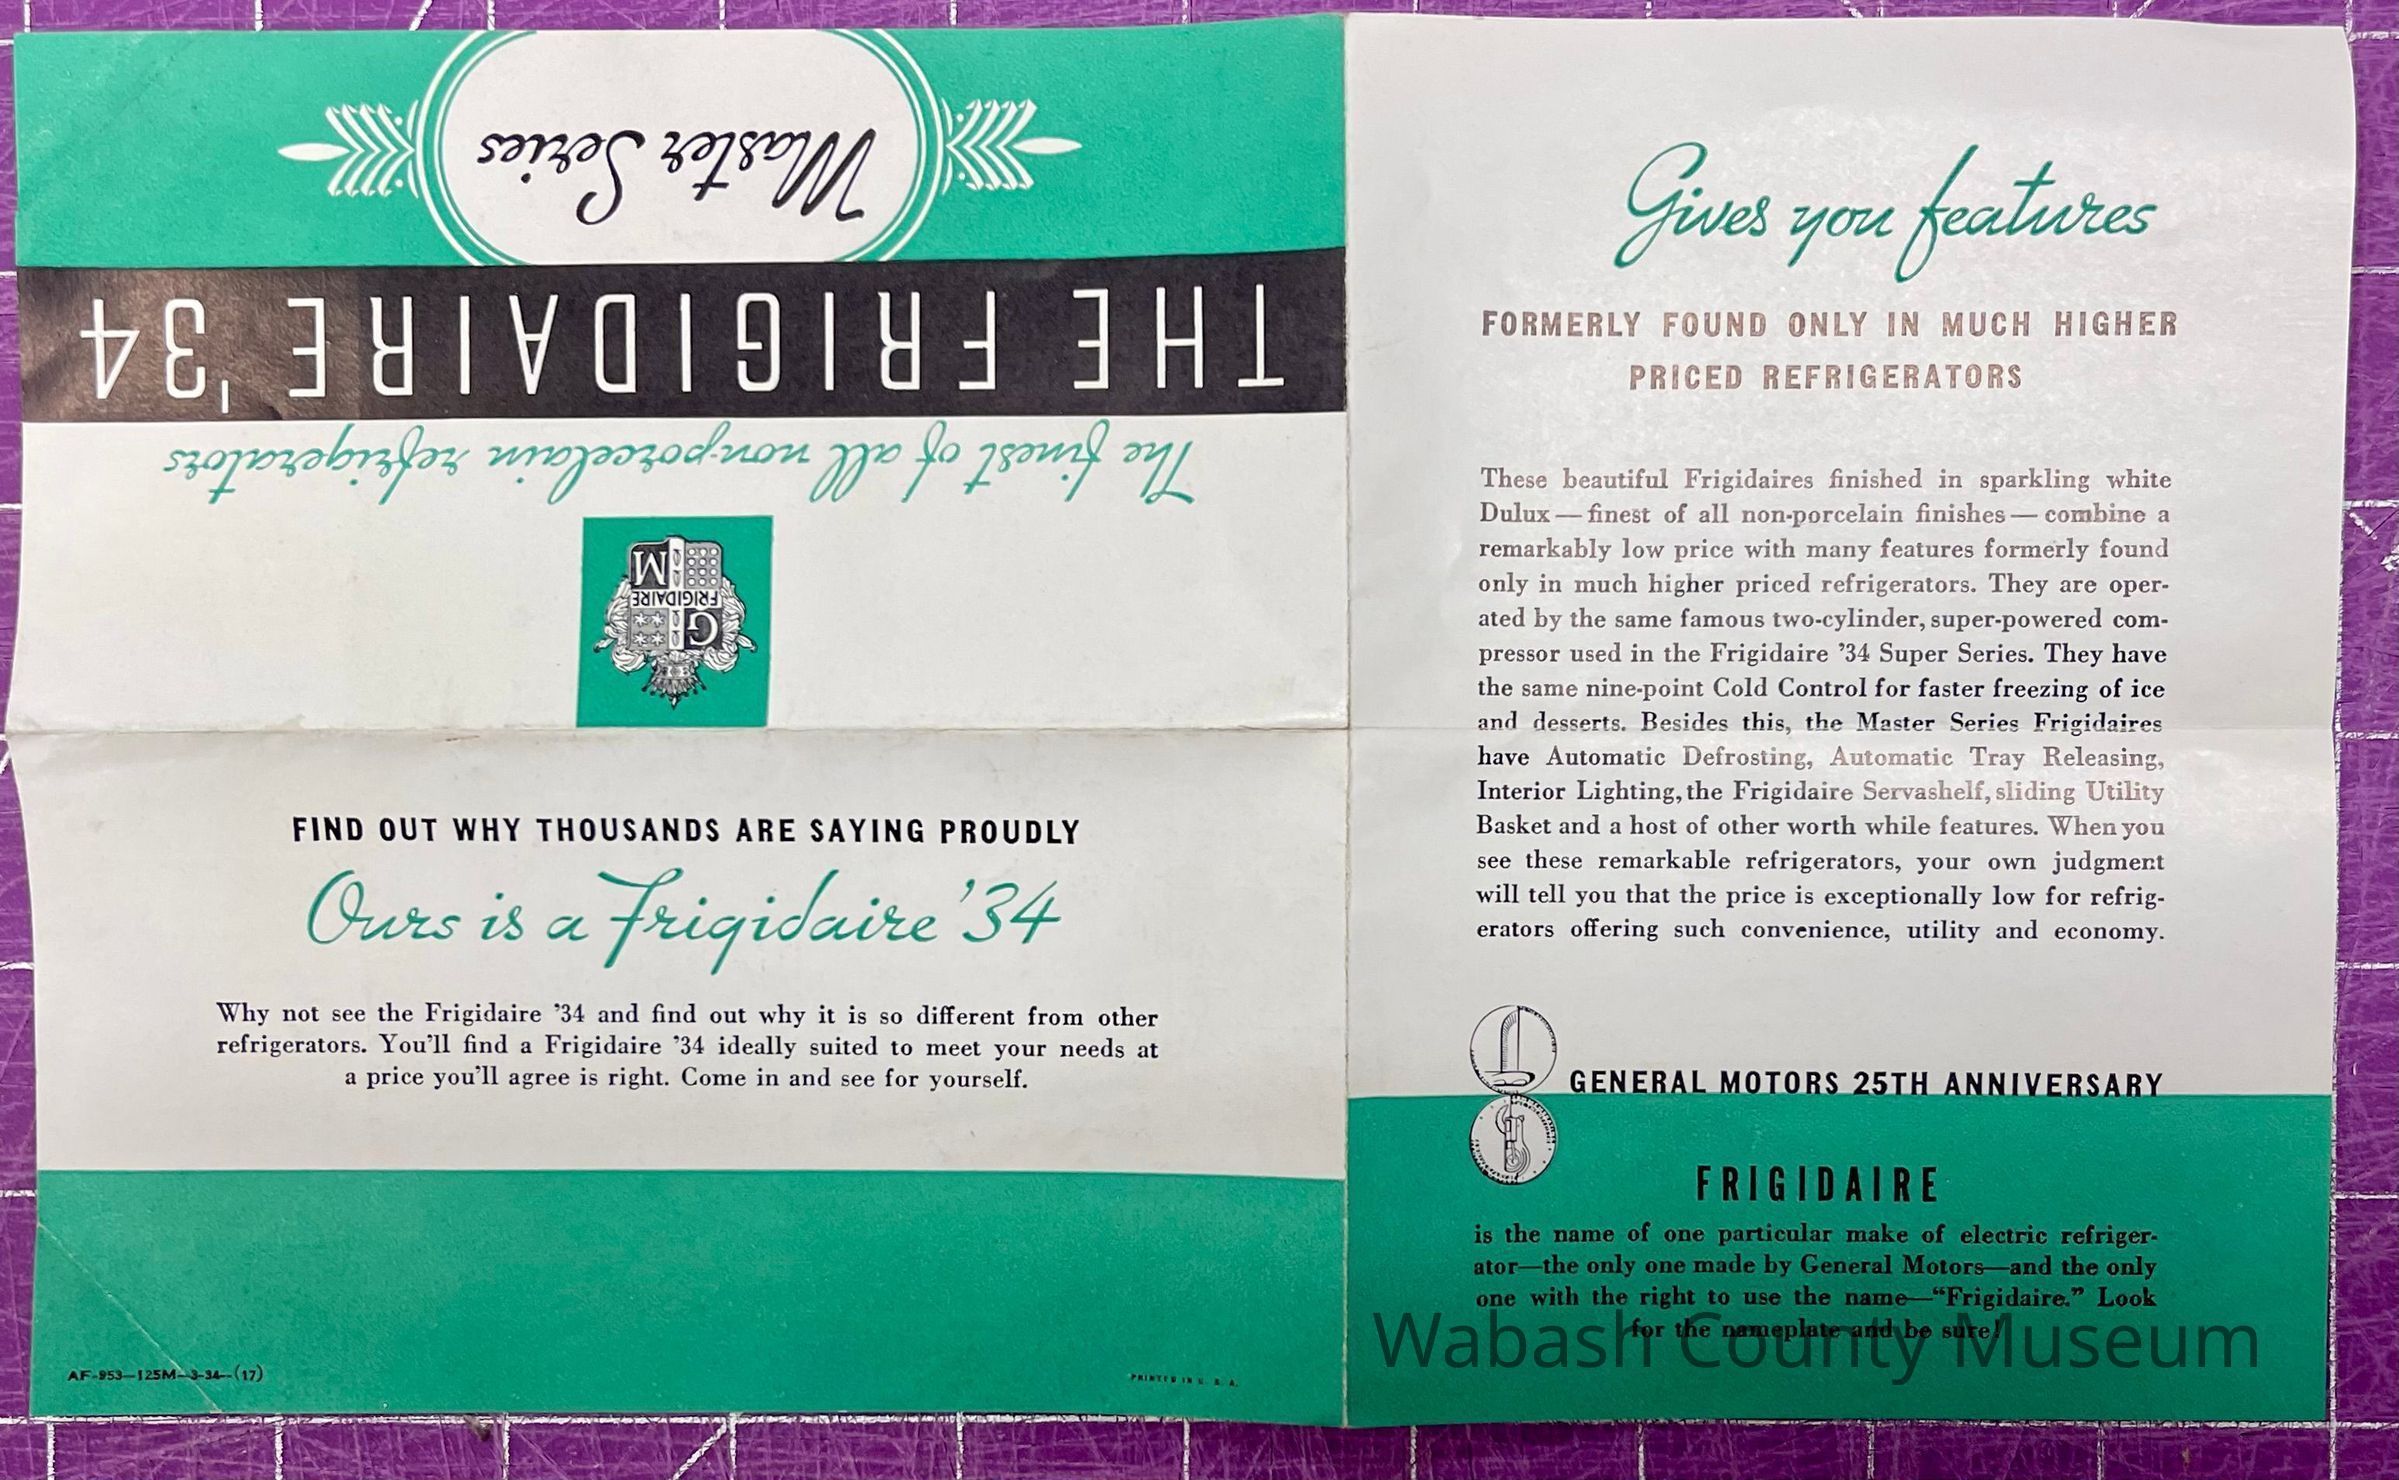 Master Series
THE FRIGIDAIRE '34
The finest of all non-porcelain refrigerators
G M
FRIGIDAIRE
FIND OUT WHY THOUSANDS ARE SAYING PROUDLY
Ours is a Frigidaire '34
Why not see the Frigidaire '34 and find out why it is so different from other
refrigerators. You'll find a Frigidaire '34 ideally suited to meet your needs at
a price you'll agree is right. Come in and see for yourself.
AF-953—125M—3-34—(17)
PRINTED IN U. S. A.
Gives you features
FORMERLY FOUND ONLY IN MUCH HIGHER
PRICED REFRIGERATORS
These beautiful Frigidaires finished in sparkling white
Dulux—finest of all non-porcelain finishes—combine a
remarkably low price with many features formerly found
only in much higher priced refrigerators. They are oper-
ated by the same famous two-cylinder, super-powered com-
pressor used in the Frigidaire '34 Super Series. They have
the same nine-point Cold Control for faster freezing of ice
and desserts. Besides this, the Master Series Frigidaires
have Automatic Defrosting, Automatic Tray Releasing,
Interior Lighting, the Frigidaire Servashelf, sliding Utility
Basket and a host of other worth while features. When you
see these remarkable refrigerators, your own judgment
will tell you that the price is exceptionally low for refrig-
erators offering such convenience, utility and economy.
GENERAL MOTORS 25TH ANNIVERSARY
FRIGIDAIRE
is the name of one particular make of electric refriger-
ator—the only one made by General Motors—and the only
one with the right to use the name—“Frigidaire.” Look
for the nameplate and be sure!
Wabash County Museum